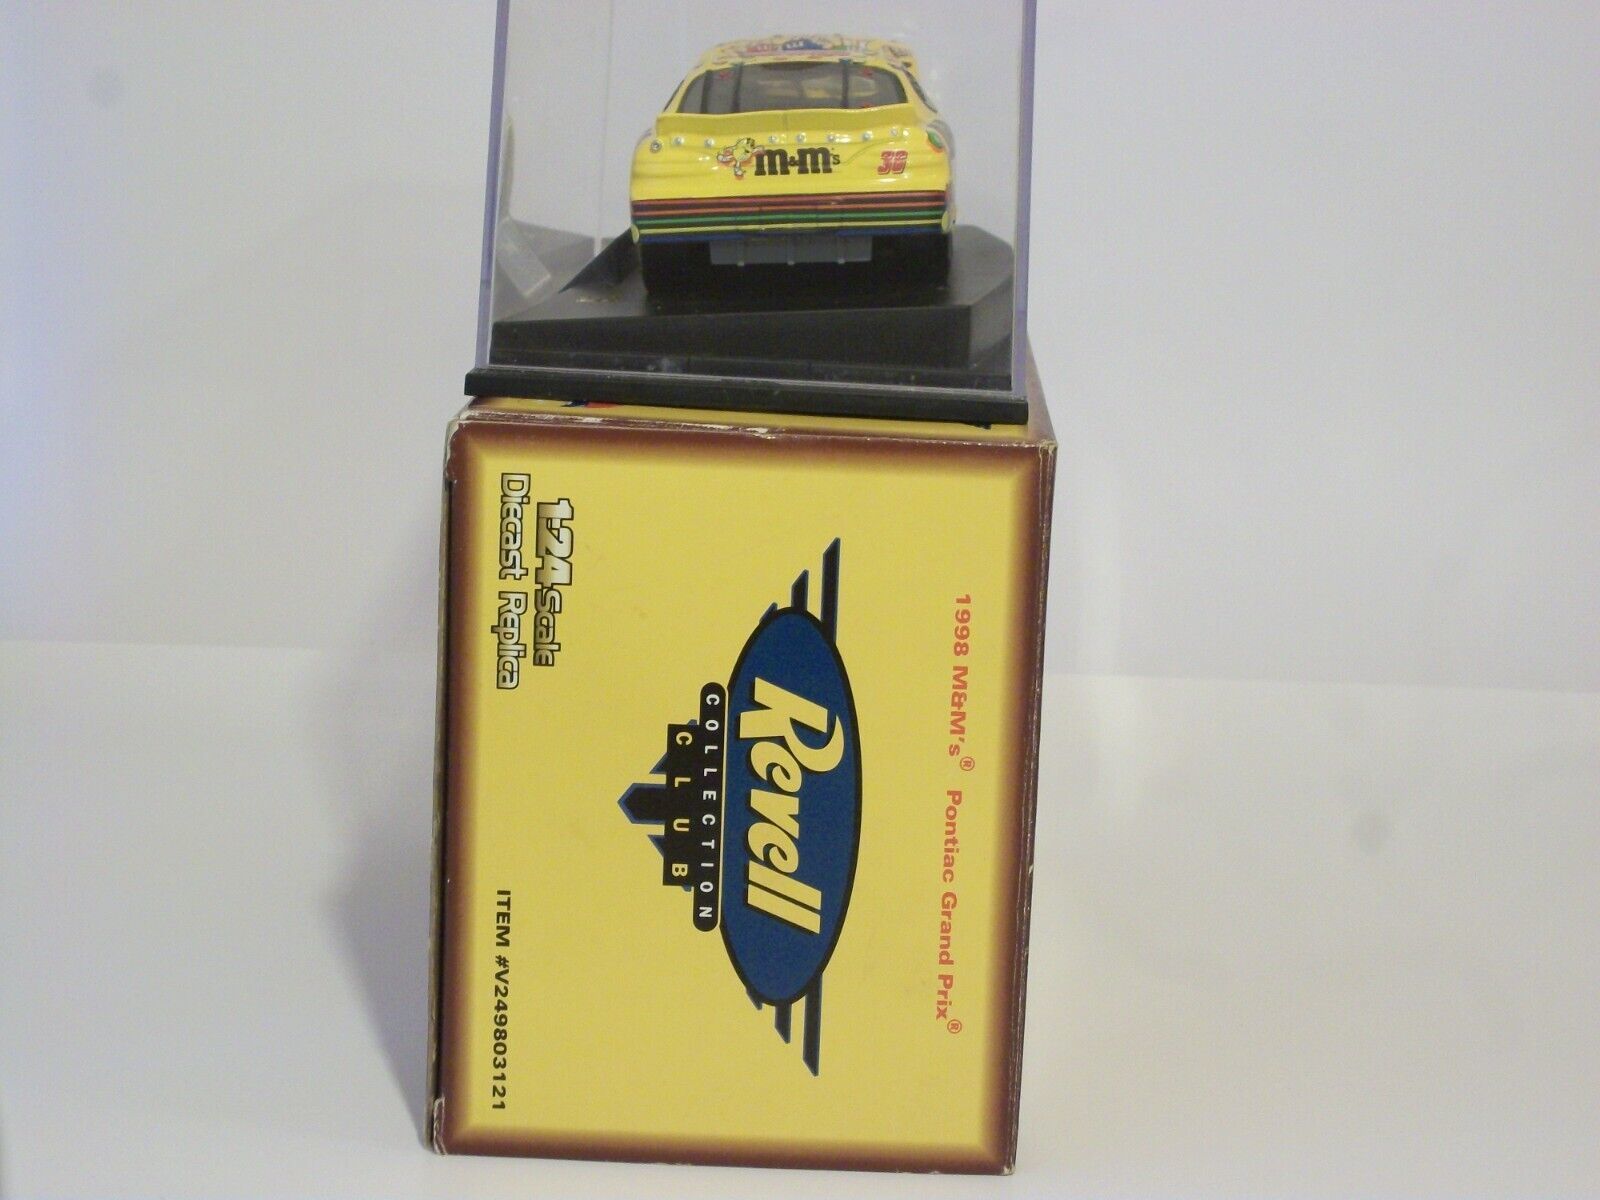 m&m's
36
1998 M&M's® Pontiac Grand Prix®
Revell
COLLECTION
CLUB
1:24 Scale
Diecast Replica
ITEM #V249803121